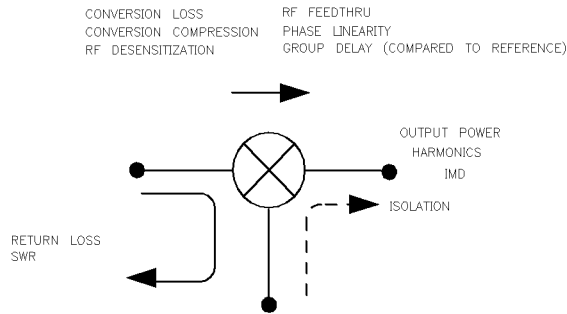 CONVERSION LOSS
CONVERSION COMPRESSION
RF DESENSITIZATION
RF FEEDTHRU
PHASE LINEARITY
GROUP DELAY (COMPARED TO REFERENCE)
OUTPUT POWER
HARMONICS
IMD
ISOLATION
RETURN LOSS
SWR